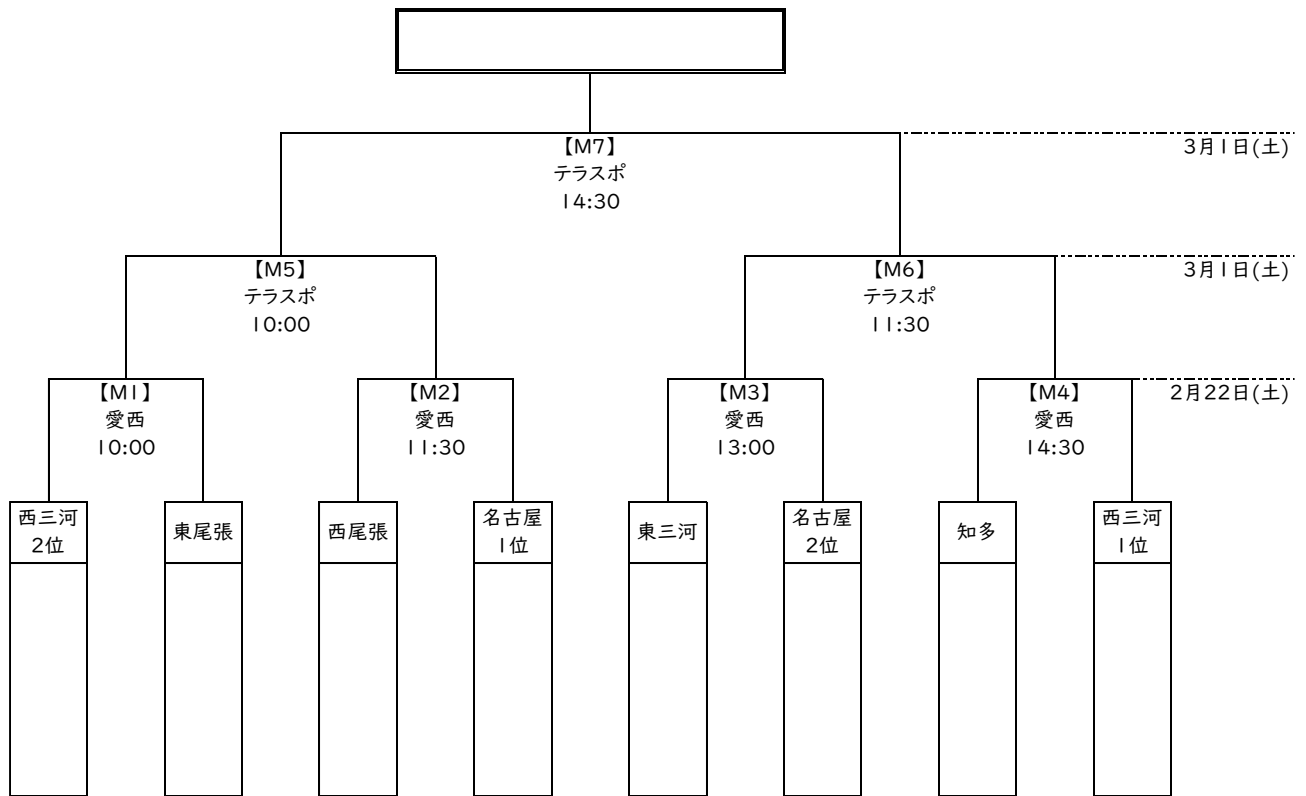 【M7】
テラスポ
14:30
3月1日(土)
【M5】
テラスポ
10:00
【M6】
テラスポ
11:30
3月1日(土)
【M1】
愛西
10:00
【M2】
愛西
11:30
【M3】
愛西
13:00
【M4】
愛西
14:30
2月22日(土)
西三河
2位
東尾張
西尾張
名古屋
1位
東三河
名古屋
2位
知多
西三河
1位